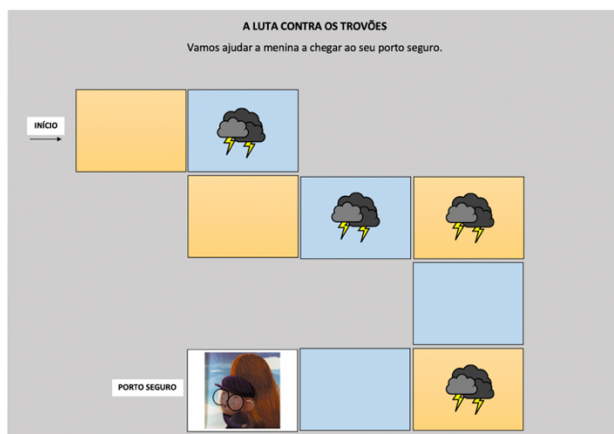 A LUTA CONTRA OS TROVÕES
Vamos ajudar a menina a chegar ao seu porto seguro.
INÍCIO
PORTO SEGURO